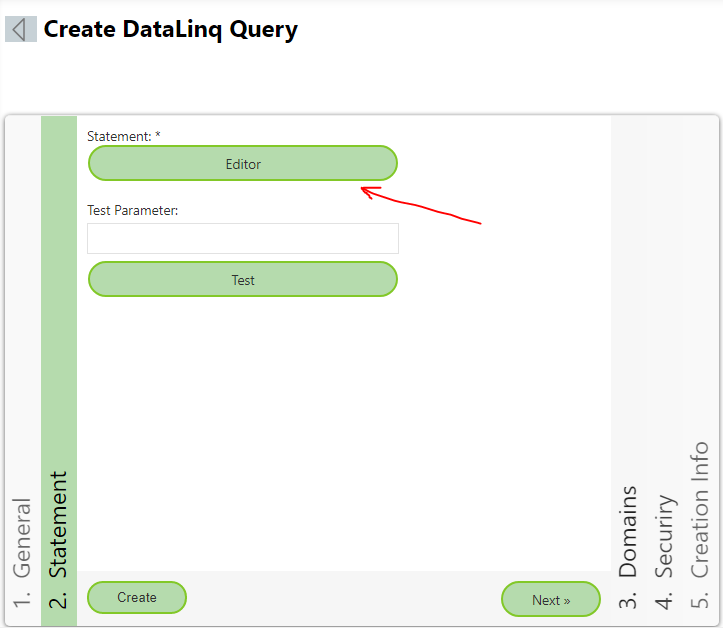 Create DataLinq Query
1. General
2. Statement
Statement: *
Editor
Test Parameter:
Test
Create
Next »
3. Domains
4. Securiry
5. Creation Info